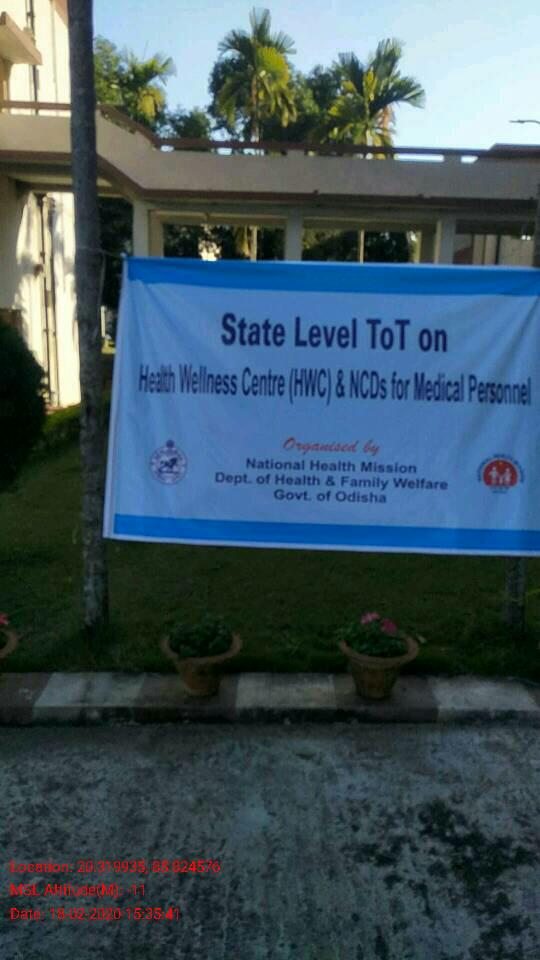 State Level ToT on
Health Wellness Centre (HWC) & NCDs for Medical Personnel
Organised by
National Health Mission
Dept. of Health & Family Welfare
Govt. of Odisha
Location: 20.319935, 85.824576
MSL Altitude(M): -11
Date: 18-02-2020 15:35:41